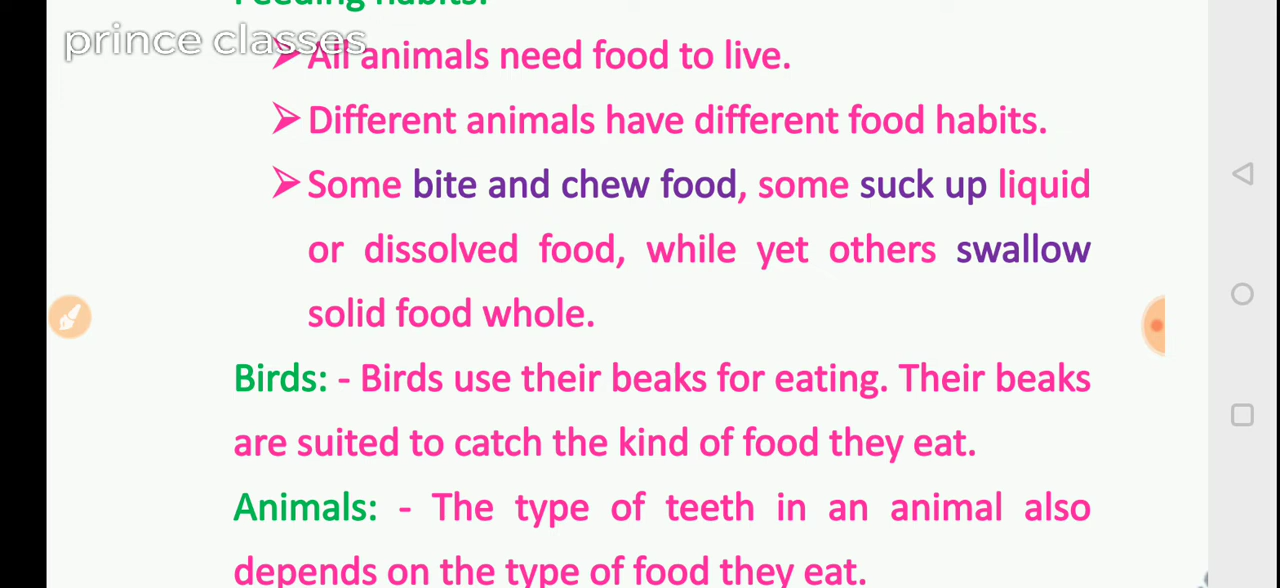 Feeding habits:
prince classes
➢ All animals need food to live.
➢ Different animals have different food habits.
➢ Some bite and chew food, some suck up liquid
or dissolved food, while yet others swallow
solid food whole.
Birds: - Birds use their beaks for eating. Their beaks
are suited to catch the kind of food they eat.
Animals: - The type of teeth in an animal also
depends on the type of food they eat.